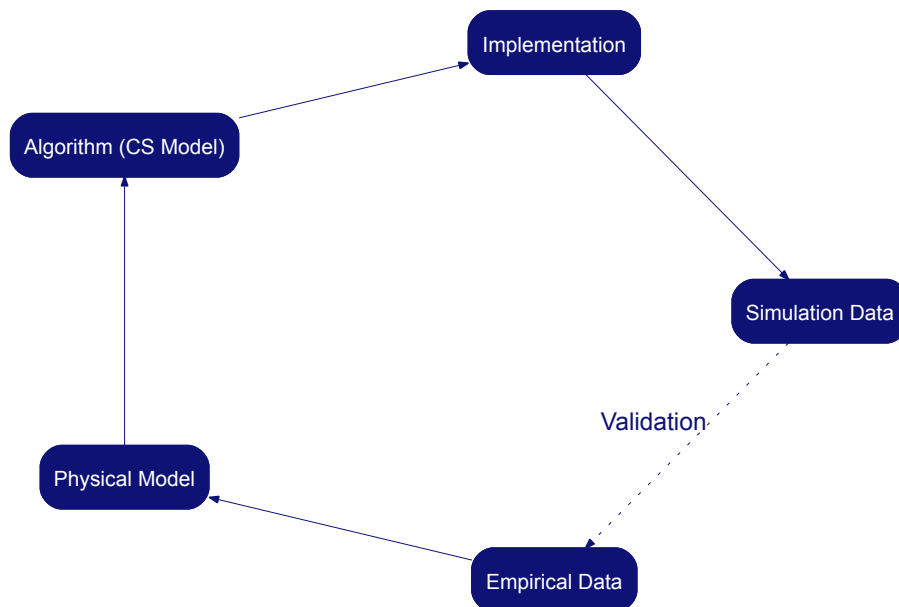 Implementation
Algorithm (CS Model)
Simulation Data
Validation
Physical Model
Empirical Data